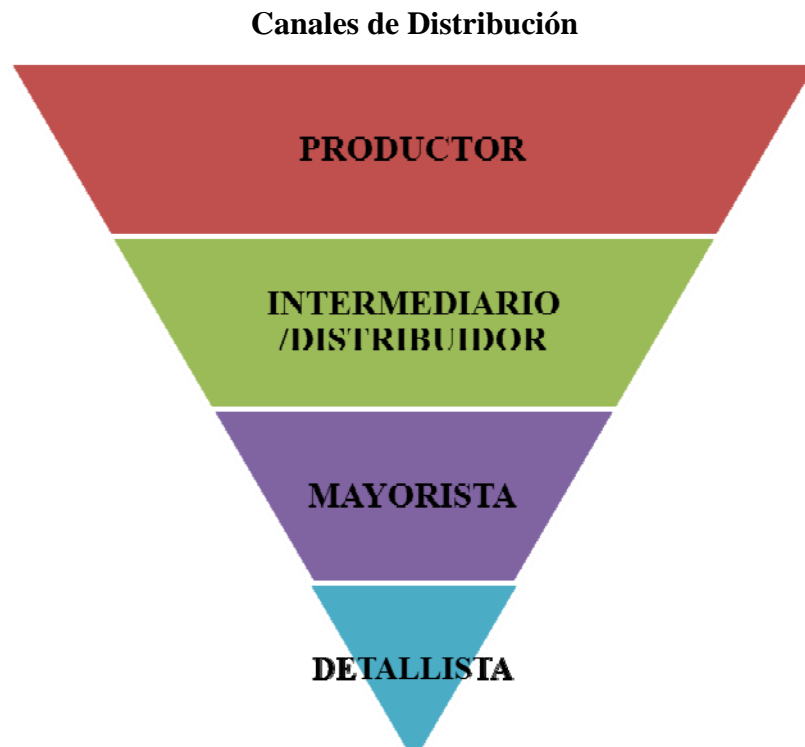 Canales de Distribución
PRODUCTOR
INTERMEDIARIO
/DISTRIBUIDOR
MAYORISTA
DETALLISTA